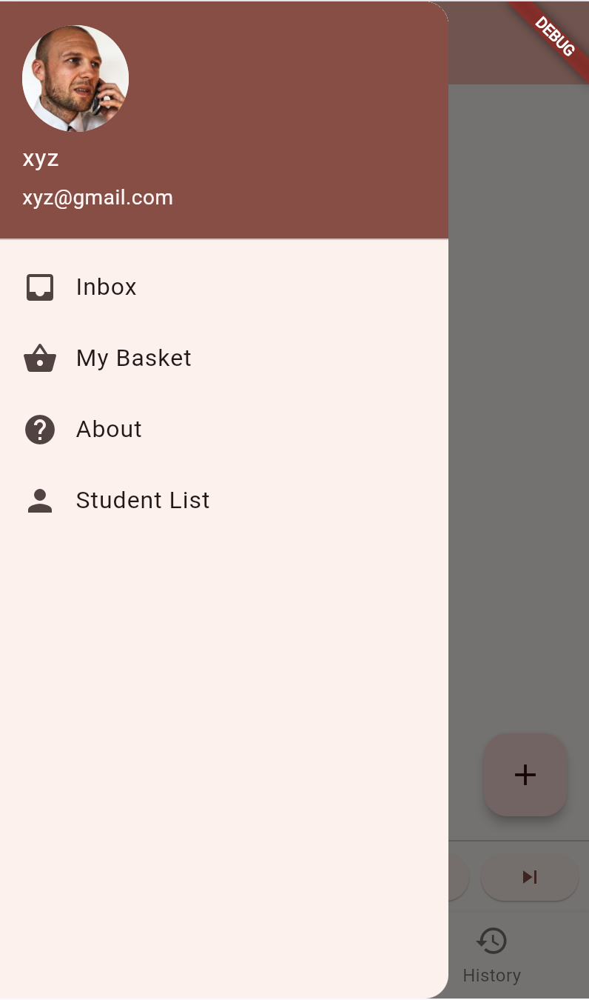 DEBUG
xyz
xyz@gmail.com
Inbox
My Basket
About
Student List
History